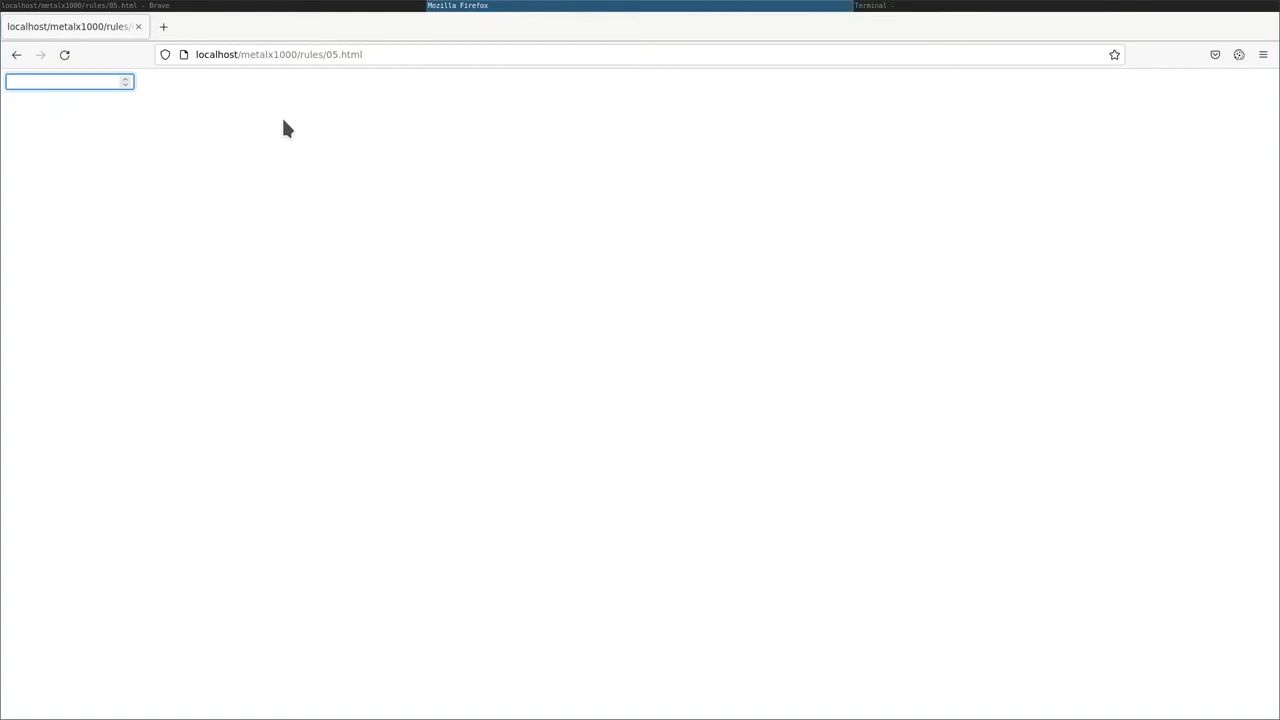 localhost/metalx1000/rules/05.html - Brave
Mozilla Firefox
Terminal -
localhost/metalx1000/rules/
localhost/metalx1000/rules/05.html